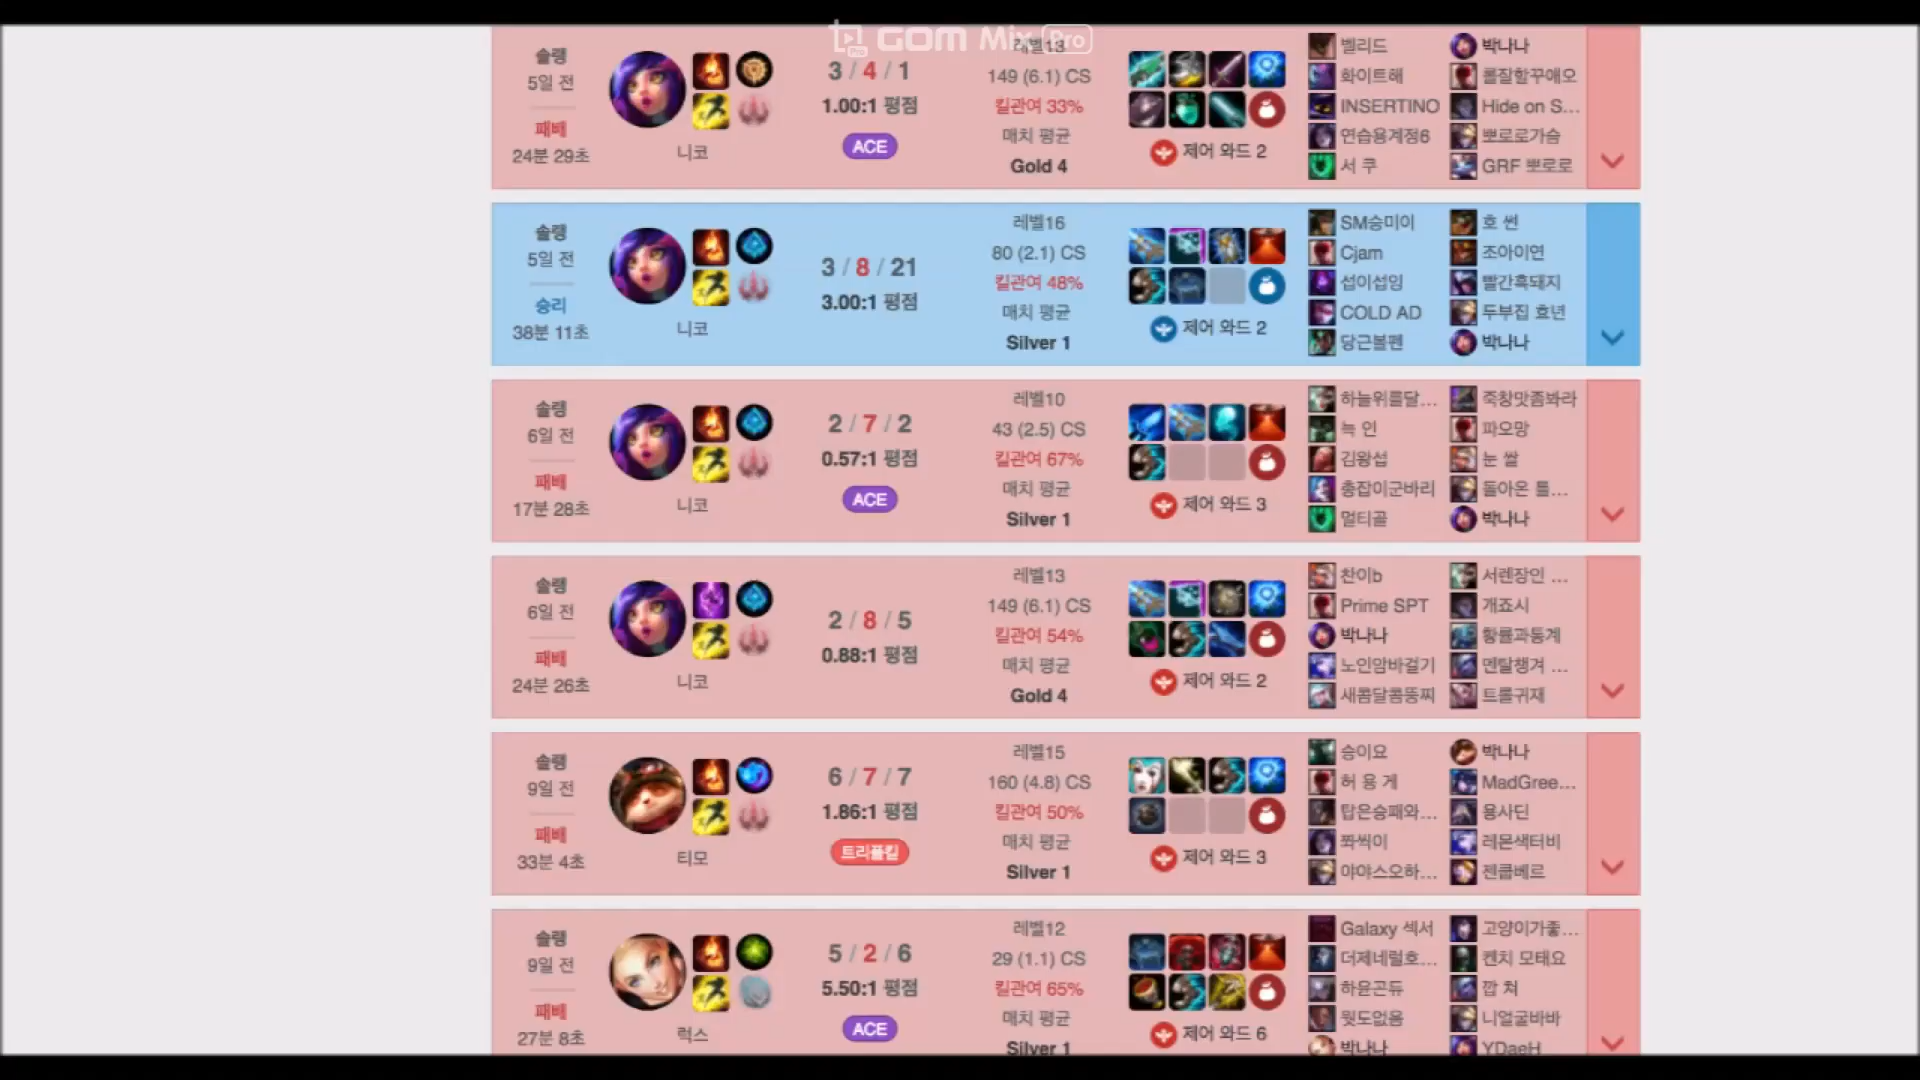 GOM Mix Pro
솔랭
5일 전
패배
24분 29초
니코
3 / 4 / 1
1.00:1 평점
ACE
레벨13
149 (6.1) CS
킬관여 33%
매치 평균
Gold 4
제어 와드 2
벨리드
화이트해
INSERTINO
연습용계정6
서 쿠
박나나
롤잘할꾸애오
Hide on S...
뽀로로가슴
GRF 뽀로로
솔랭
5일 전
승리
38분 11초
니코
3 / 8 / 21
3.00:1 평점
레벨16
80 (2.1) CS
킬관여 48%
매치 평균
Silver 1
제어 와드 2
SM승미이
Cjam
섭이섭잉
COLD AD
당근볼펜
호 썬
조아이연
빨간흑돼지
두부집 효년
박나나
솔랭
6일 전
패배
17분 28초
니코
2 / 7 / 2
0.57:1 평점
ACE
레벨10
43 (2.5) CS
킬관여 67%
매치 평균
Silver 1
제어 와드 3
하늘위를달...
늑 인
김왕섭
총잡이군바리
멀티골
죽창맛좀봐라
파오망
눈 쌀
돌아온 틀...
박나나
솔랭
6일 전
패배
24분 26초
니코
2 / 8 / 5
0.88:1 평점
레벨13
149 (6.1) CS
킬관여 54%
매치 평균
Gold 4
제어 와드 2
찬이b
Prime SPT
박나나
노인암바걸기
새콤달콤뚱찌
서렌장인 ...
개죠시
황률과동계
멘탈챙겨 ...
트롤귀재
솔랭
9일 전
패배
33분 4초
티모
6 / 7 / 7
1.86:1 평점
트리플킬
레벨15
160 (4.8) CS
킬관여 50%
매치 평균
Silver 1
제어 와드 3
승이요
허 용 게
탑은승패와...
쫘씩이
야야스오하...
박나나
MadGree...
용사딘
레몬색터비
젠쿱베르
솔랭
9일 전
패배
27분 8초
럭스
5 / 2 / 6
5.50:1 평점
ACE
레벨12
29 (1.1) CS
킬관여 65%
매치 평균
Silver 1
제어 와드 6
Galaxy 섹서
더제네럴호...
하윤곤듀
뭣도없음
박나나
고양이가좋...
켄치 모태요
깝 쳐
니얼굴바바
YDaeH